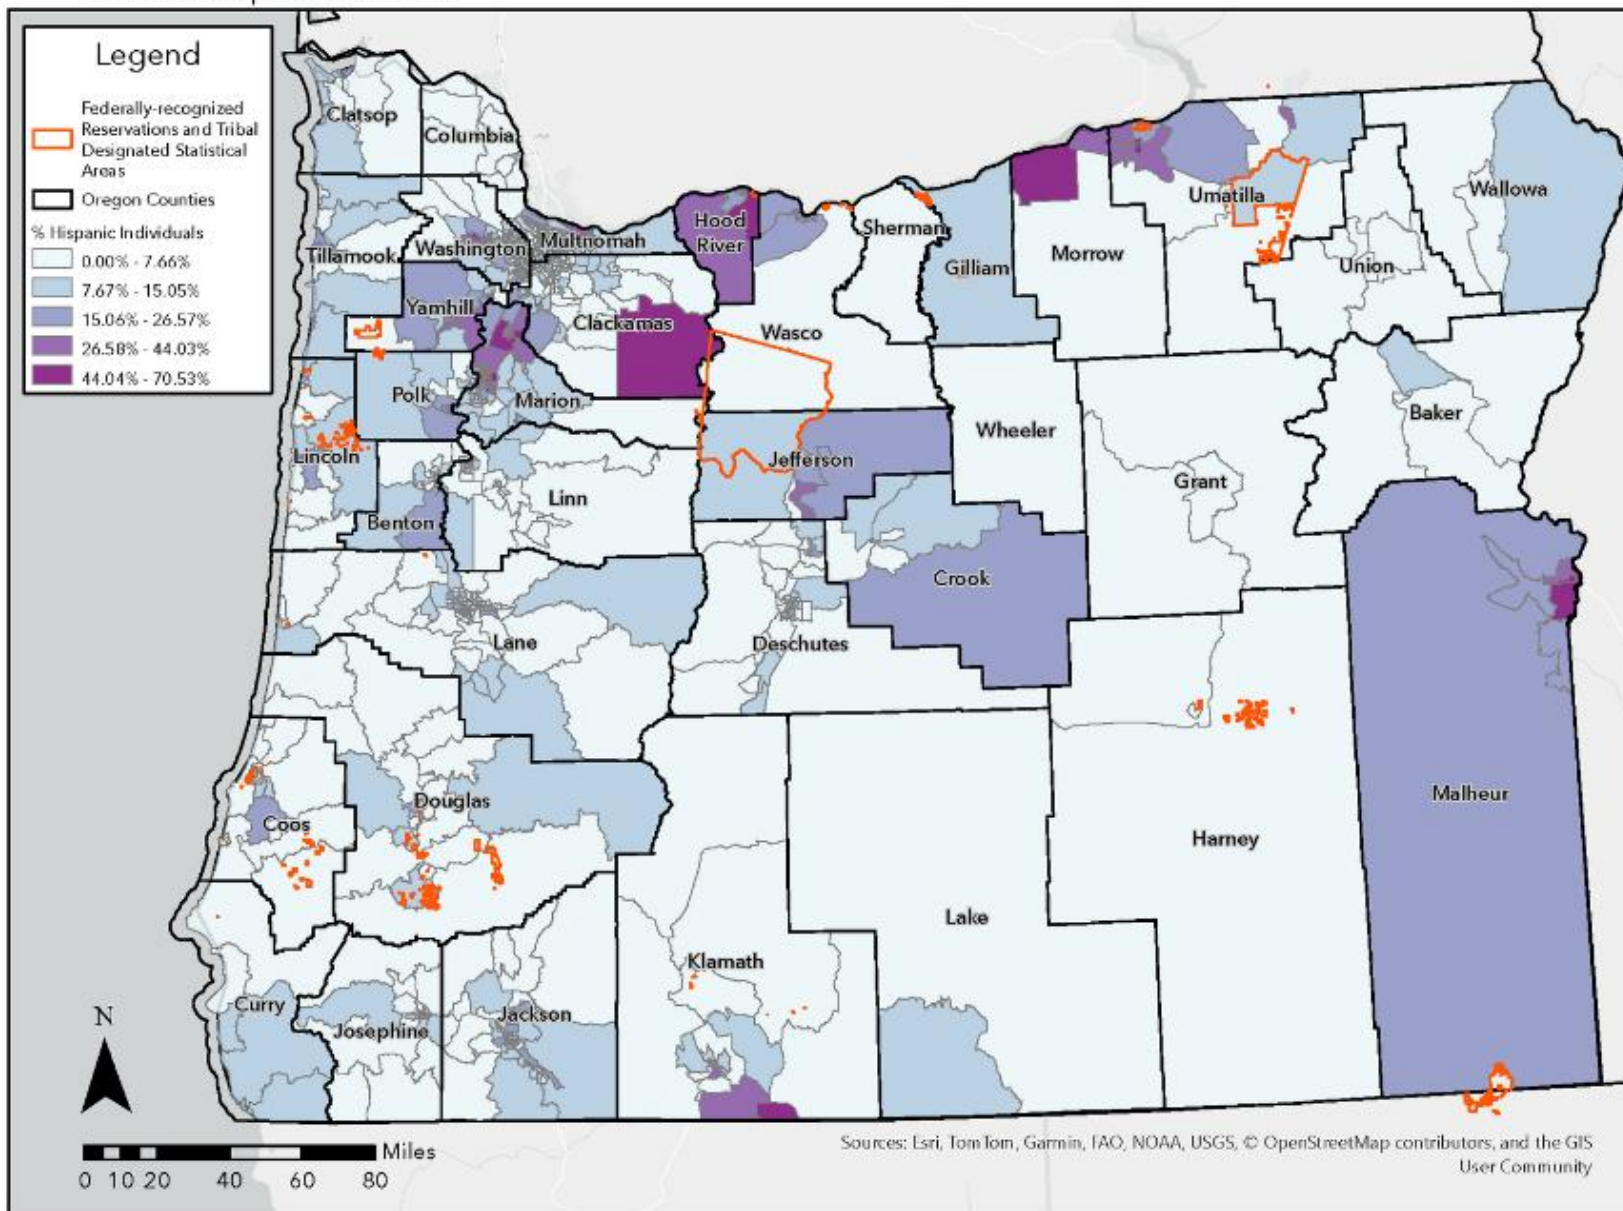 Legend
Federally-recognized
Reservations and Tribal
Designated Statistical
Areas
Oregon Counties
% Hispanic Individuals
0.00% - 7.66%
7.67% - 15.05%
15.06% - 26.57%
26.58% - 44.03%
44.04% - 70.53%
Clatsop
Columbia
Tillamook
Washington
Multnomah
Hood
River
Sherman
Gilliam
Morrow
Umatilla
Union
Wallowa
Yamhill
Clackamas
Wasco
Polk
Marion
Jefferson
Wheeler
Grant
Baker
Lincoln
Benton
Linn
Crook
Lane
Deschutes
Coos
Douglas
Harney
Malheur
Lake
Klamath
Curry
Josephine
Jackson
N
Miles
0 10 20 40 60 80
Sources: Esri, TomTom, Garmin, FAO, NOAA, USGS, © OpenStreetMap contributors, and the GIS
User Community